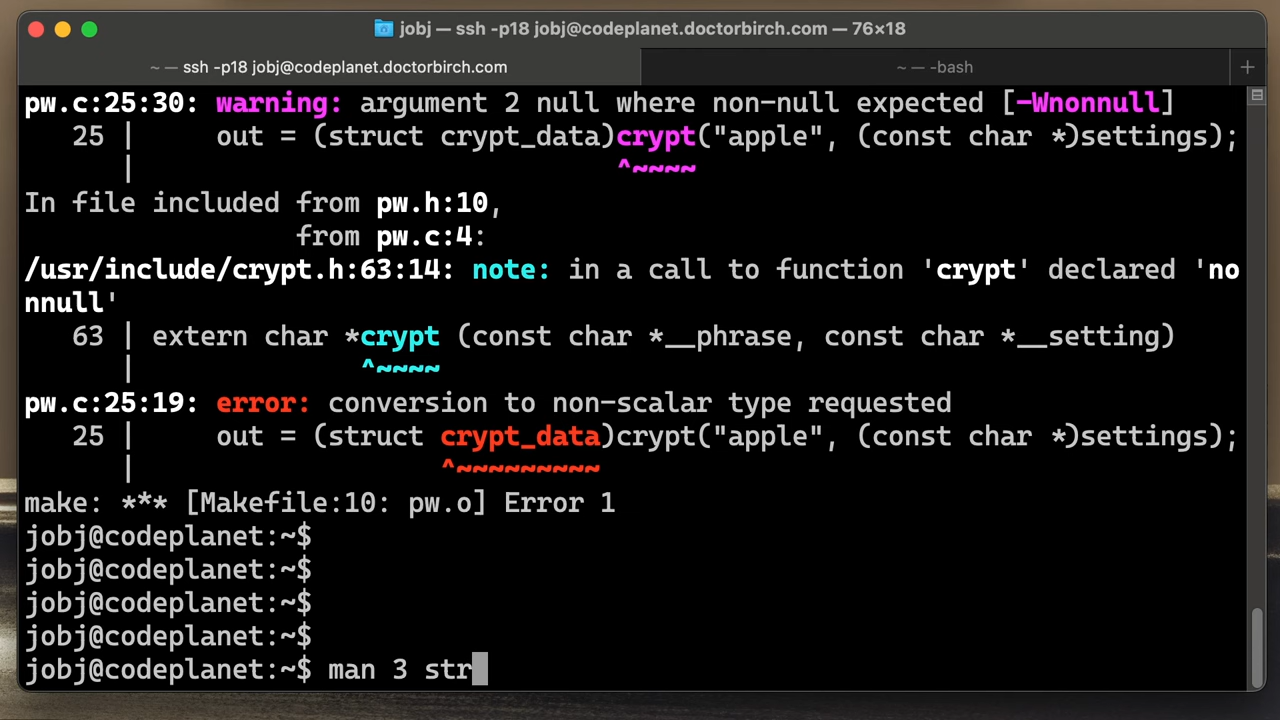 jobj — ssh -p18 jobj@codeplanet.doctorbirch.com — 76×18
~ — ssh -p18 jobj@codeplanet.doctorbirch.com
~ — -bash
pw.c:25:30: warning: argument 2 null where non-null expected [-Wnonnull]
   25 |     out = (struct crypt_data)crypt("apple", (const char *)settings);
      |                              ^~~~~
In file included from pw.h:10,
                 from pw.c:4:
/usr/include/crypt.h:63:14: note: in a call to function 'crypt' declared 'no
nnull'
   63 | extern char *crypt (const char *__phrase, const char *__setting)
      |              ^~~~~
pw.c:25:19: error: conversion to non-scalar type requested
   25 |     out = (struct crypt_data)crypt("apple", (const char *)settings);
      |                   ^~~~~~~~~~
make: *** [Makefile:10: pw.o] Error 1
jobj@codeplanet:~$
jobj@codeplanet:~$
jobj@codeplanet:~$
jobj@codeplanet:~$
jobj@codeplanet:~$ man 3 str